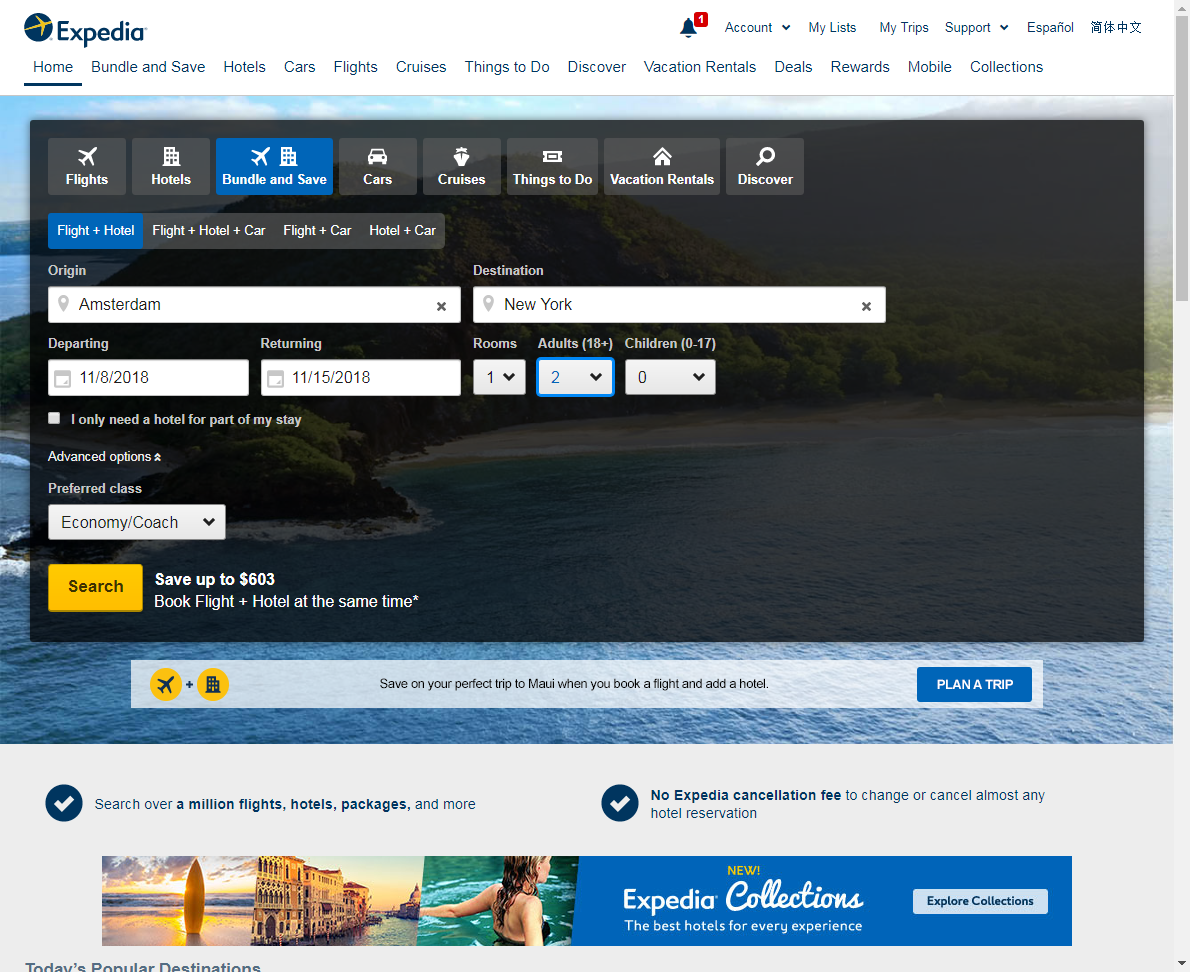 Expedia
1
Account My Lists My Trips Support Español 简体中文
Home Bundle and Save Hotels Cars Flights Cruises Things to Do Discover Vacation Rentals Deals Rewards Mobile Collections
Flights Hotels Bundle and Save Cars Cruises Things to Do Vacation Rentals Discover
Flight + Hotel Flight + Hotel + Car Flight + Car Hotel + Car
Origin Destination
Amsterdam New York
Departing Returning Rooms Adults (18+) Children (0-17)
11/8/2018 11/15/2018 1 2 0
I only need a hotel for part of my stay
Advanced options
Preferred class
Economy/Coach
Search
Save up to $603
Book Flight + Hotel at the same time*
+ Save on your perfect trip to Maui when you book a flight and add a hotel. PLAN A TRIP
Search over a million flights, hotels, packages, and more
No Expedia cancellation fee to change or cancel almost any
hotel reservation
NEW!
Expedia Collections
The best hotels for every experience
Explore Collections
Today's Popular Destinations